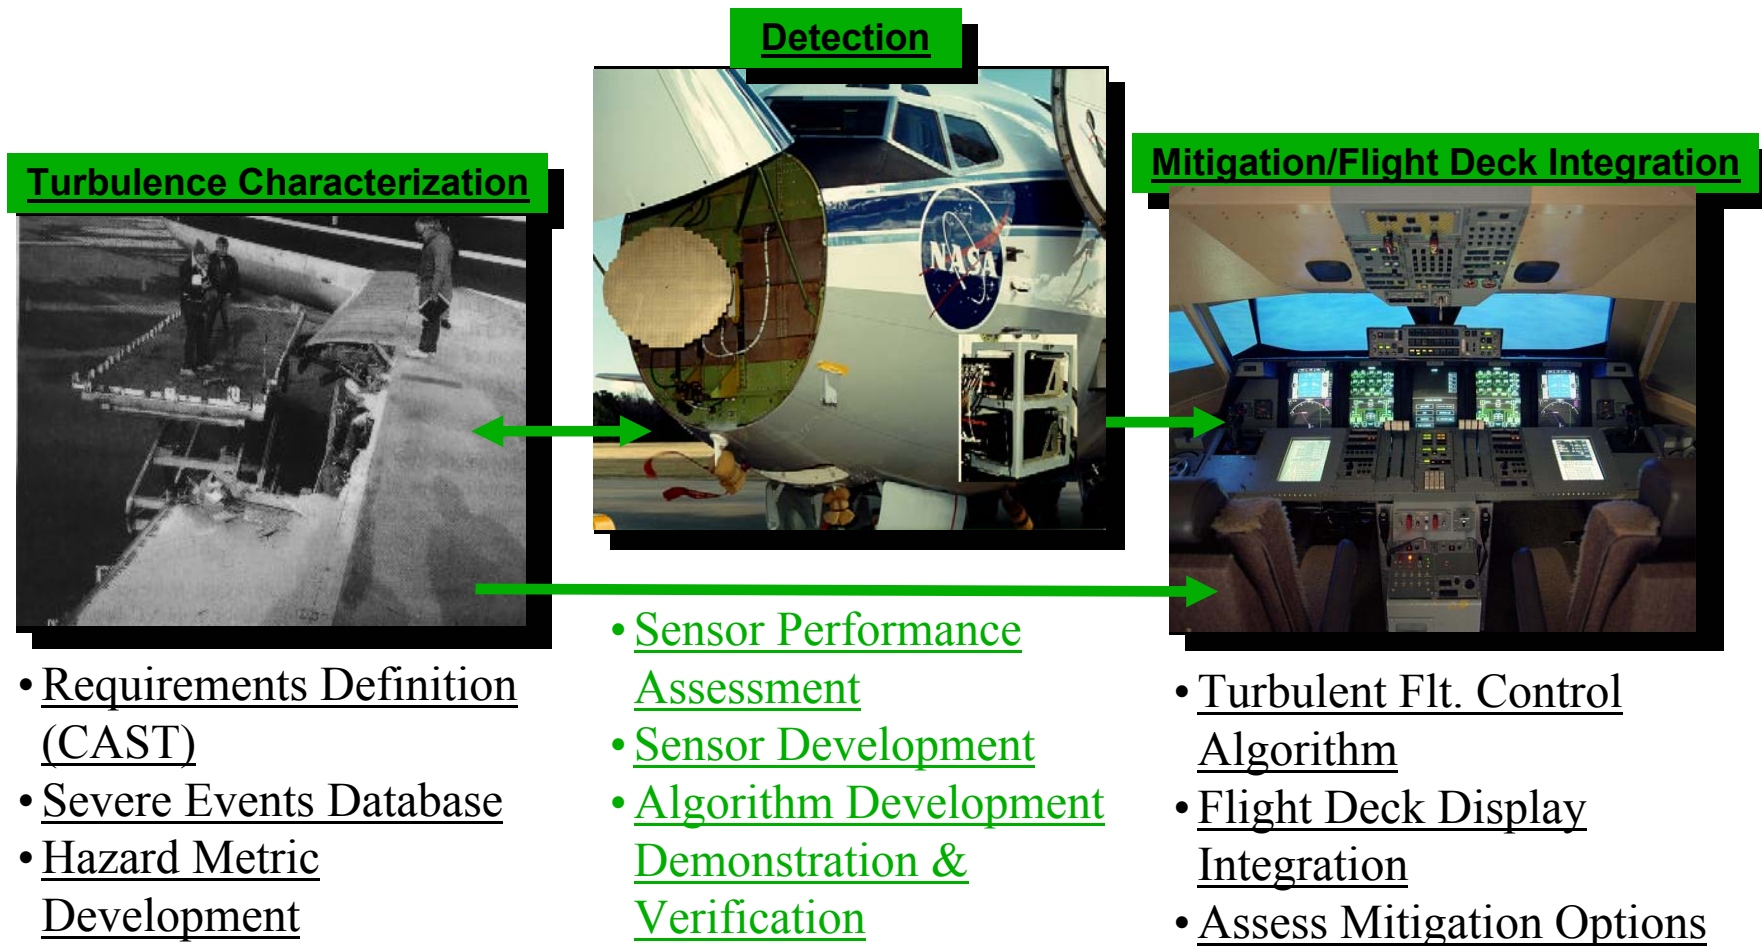 Detection
Turbulence Characterization
Mitigation/Flight Deck Integration
NASA
• Requirements Definition
(CAST)
• Severe Events Database
• Hazard Metric
Development
• Sensor Performance
Assessment
• Sensor Development
• Algorithm Development
Demonstration &
Verification
• Turbulent Flt. Control
Algorithm
• Flight Deck Display
Integration
• Assess Mitigation Options